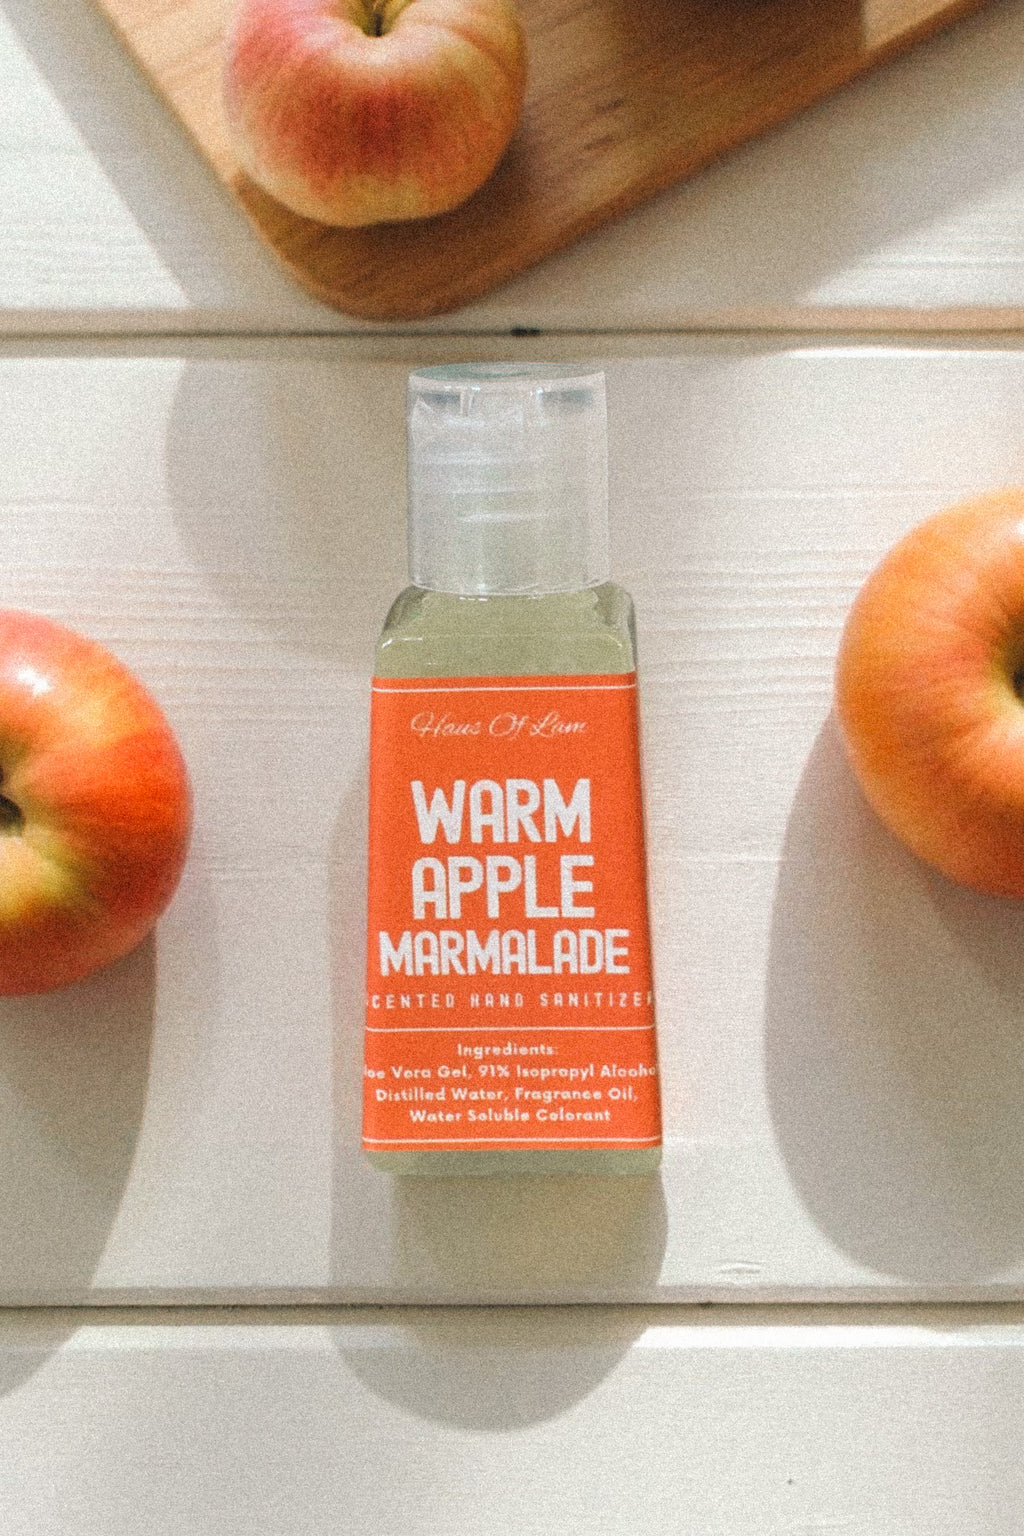 Haus Of Lam
WARM
APPLE
MARMALADE
CENTED HAND SANITIZER
Ingredients:
loe Vera Gel, 91% Isopropyl Alcoho
Distilled Water, Fragrance Oil,
Water Soluble Colorant